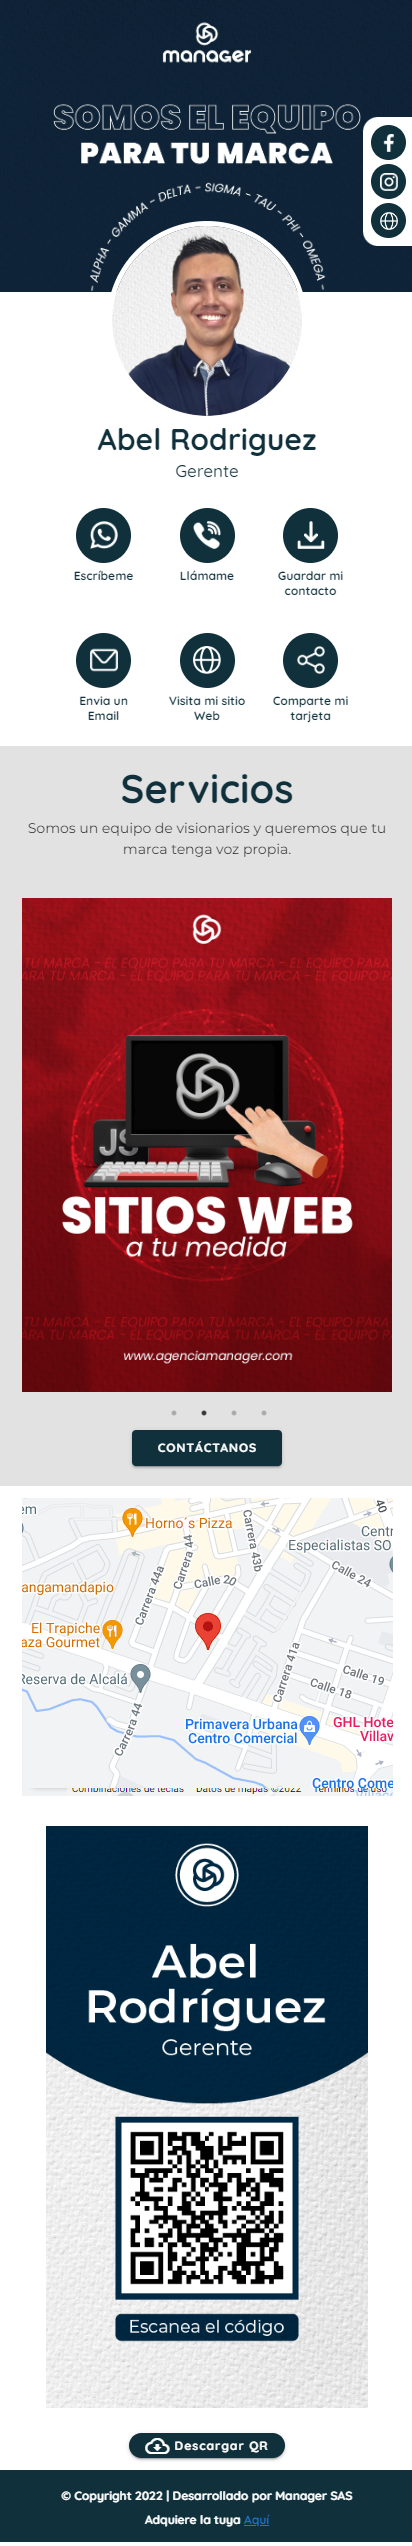 manager
SOMOS EL EQUIPO
PARA TU MARCA
- ALPHA - GAMMA - DELTA - SIGMA - TAU - PHI - OMEGA -
Abel Rodriguez
Gerente
Escríbeme
Llámame
Guardar mi
contacto
Envia un
Email
Visita mi sitio
Web
Comparte mi
tarjeta
Servicios
Somos un equipo de visionarios y queremos que tu
marca tenga voz propia.
TU MARCA - EL EQUIPO PARA TU MARCA - EL EQUIPO PARA
ARA TU MARCA - EL EQUIPO PARA TU MARCA - EL EQUIPO P
JS
SITIOS WEB
a tu medida
TU MARCA - EL EQUIPO PARA TU MARCA - EL EQUIPO PARA
ARA TU MARCA - EL EQUIPO PARA TU MARCA - EL EQUIPO P
www.agenciamanager.com
CONTÁCTANOS
em
Horno´s Pizza
Carrera 44
Carrera 43b
40
Centr
Especialistas SO
Carrera 44a
Calle 20
Calle 24
angamandapio
El Trapiche
aza Gourmet
Carrera 41a
Reserva de Alcalá
Calle 19
Calle 18
Carrera 44
Primavera Urbana
Centro Comercial
GHL Hote
Villav
Centro Come
Villac
Combinaciones de teclas
Datos de mapas ©2022
Términos de uso
Abel
Rodríguez
Gerente
Escanea el código
Descargar QR
© Copyright 2022 | Desarrollado por Manager SAS
Adquiere la tuya Aquí